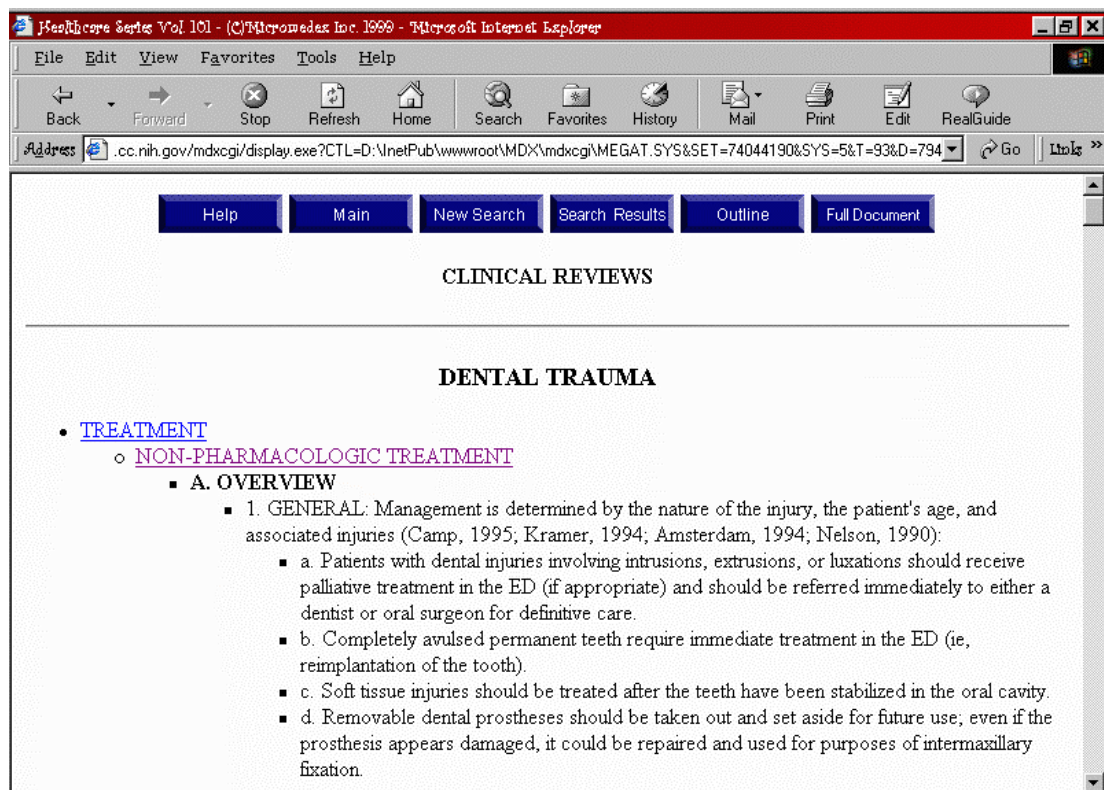 Healthcare Series Vol. 101 - (C)Micromedex Inc. 1999 - Microsoft Internet Explorer
File Edit View Favorites Tools Help
Back Forward Stop Refresh Home Search Favorites History Mail Print Edit RealGuide
Address .cc.nih.gov/mdxcgi/display.exe?CTL=D:\InetPub\wwwroot\MDX\mdxcgi\MEGAT.SYS&SET=74044190&SYS=5&T=93&D=794 Go Links »
Help Main New Search Search Results Outline Full Document
CLINICAL REVIEWS
DENTAL TRAUMA
• TREATMENT
o NON-PHARMACOLOGIC TREATMENT
▪ A. OVERVIEW
▪ 1. GENERAL: Management is determined by the nature of the injury, the patient's age, and
associated injuries (Camp, 1995; Kramer, 1994; Amsterdam, 1994; Nelson, 1990):
▪ a. Patients with dental injuries involving intrusions, extrusions, or luxations should receive
palliative treatment in the ED (if appropriate) and should be referred immediately to either a
dentist or oral surgeon for definitive care.
▪ b. Completely avulsed permanent teeth require immediate treatment in the ED (ie,
reimplantation of the tooth).
▪ c. Soft tissue injuries should be treated after the teeth have been stabilized in the oral cavity.
▪ d. Removable dental prostheses should be taken out and set aside for future use; even if the
prosthesis appears damaged, it could be repaired and used for purposes of intermaxillary
fixation.